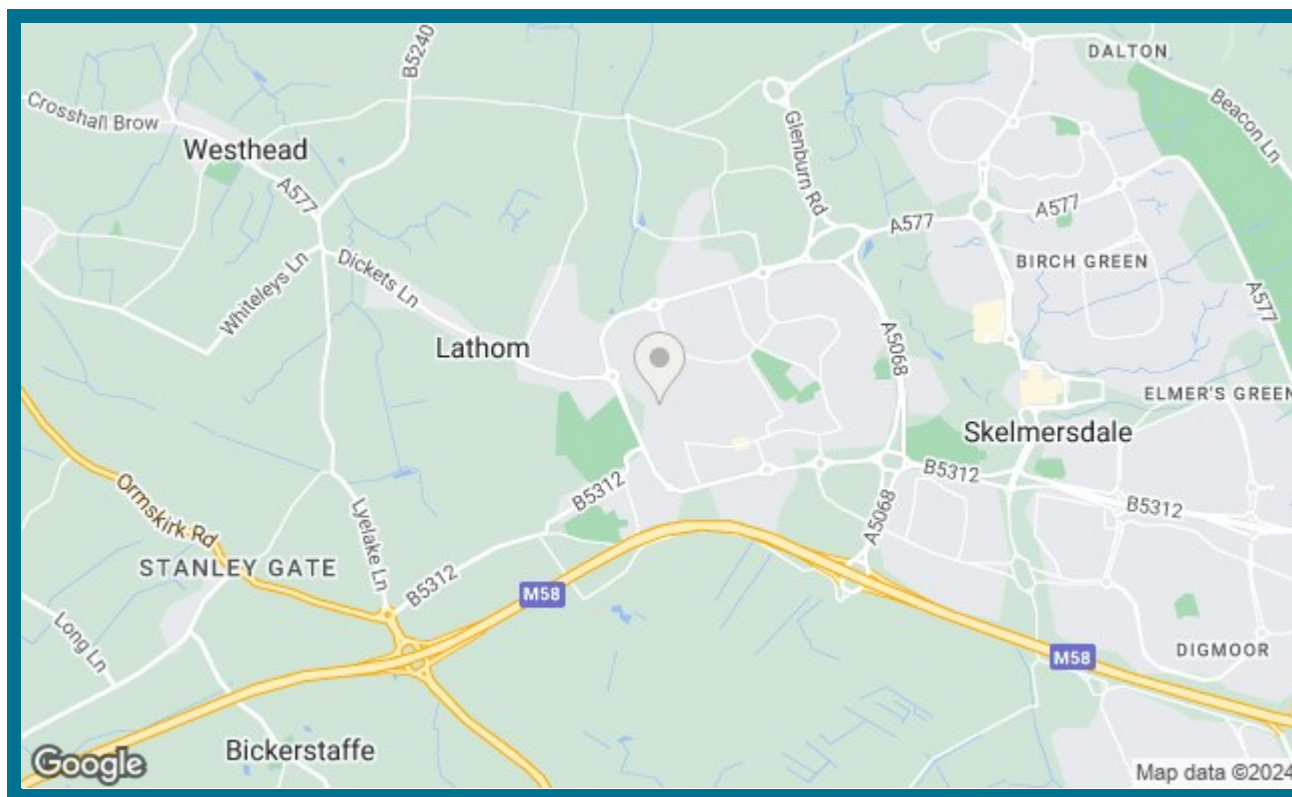 DALTON
B5240
Crosshall Brow
Beacon Ln
Westhead
Glenburn Rd
A577
A577
A577
Whiteleys Ln
Dickets Ln
BIRCH GREEN
A577
Lathom
A5068
ELMER'S GREEN
Skelmersdale
B5312
B5312
B5312
Ormskirk Rd
Lyelake Ln
A5068
STANLEY GATE
B5312
M58
Long Ln
M58
DIGMOOR
Bickerstaffe
Google
Map data ©2024